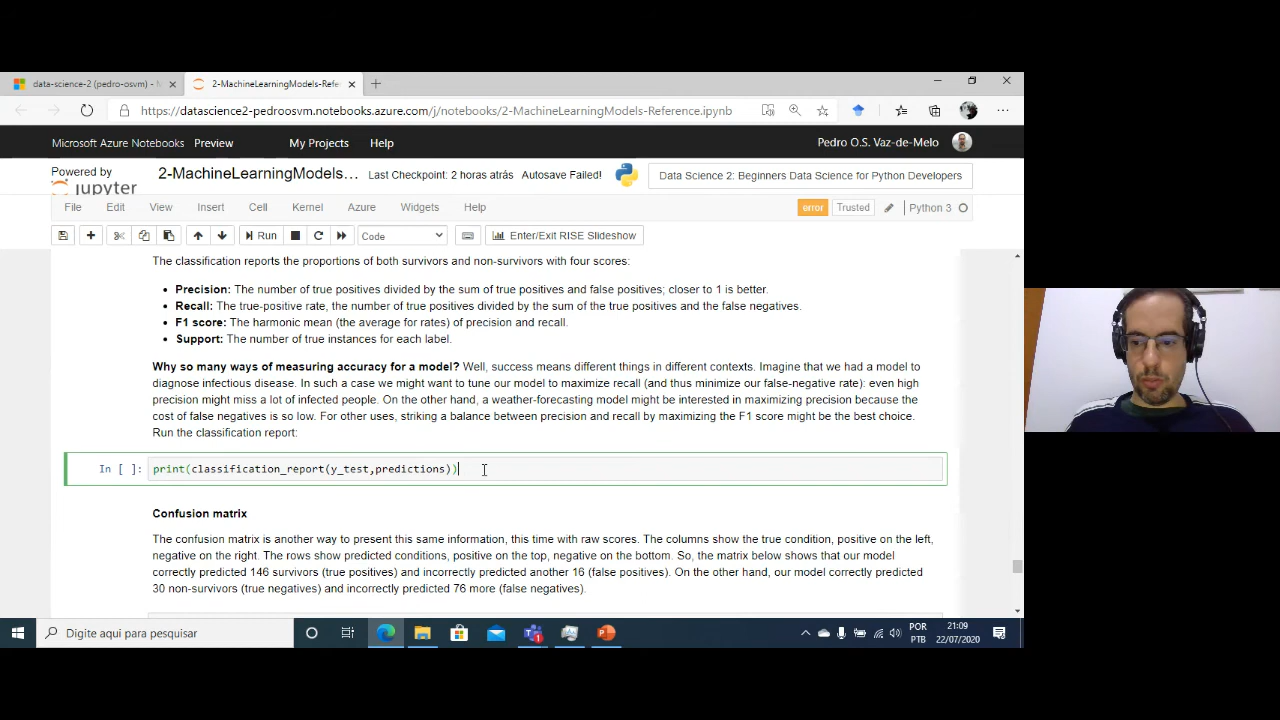 data-science-2 (pedro-osvm) -
2-MachineLearningModels-Refe
https://datascience2-pedroosvm.notebooks.azure.com/j/notebooks/2-MachineLearningModels-Reference.ipynb
Microsoft Azure Notebooks Preview My Projects Help Pedro O.S. Vaz-de-Melo
Powered by
jupyter
2-MachineLearningModels... Last Checkpoint: 2 horas atrás Autosave Failed! Data Science 2: Beginners Data Science for Python Developers
File Edit View Insert Cell Kernel Azure Widgets Help error Trusted Python 3
Run Code Enter/Exit RISE Slideshow
The classification reports the proportions of both survivors and non-survivors with four scores:
• Precision: The number of true positives divided by the sum of true positives and false positives; closer to 1 is better.
• Recall: The true-positive rate, the number of true positives divided by the sum of the true positives and the false negatives.
• F1 score: The harmonic mean (the average for rates) of precision and recall.
• Support: The number of true instances for each label.
Why so many ways of measuring accuracy for a model? Well, success means different things in different contexts. Imagine that we had a model to
diagnose infectious disease. In such a case we might want to tune our model to maximize recall (and thus minimize our false-negative rate): even high
precision might miss a lot of infected people. On the other hand, a weather-forecasting model might be interested in maximizing precision because the
cost of false negatives is so low. For other uses, striking a balance between precision and recall by maximizing the F1 score might be the best choice.
Run the classification report:
In [ ]: print(classification_report(y_test,predictions))
Confusion matrix
The confusion matrix is another way to present this same information, this time with raw scores. The columns show the true condition, positive on the left,
negative on the right. The rows show predicted conditions, positive on the top, negative on the bottom. So, the matrix below shows that our model
correctly predicted 146 survivors (true positives) and incorrectly predicted another 16 (false positives). On the other hand, our model correctly predicted
30 non-survivors (true negatives) and incorrectly predicted 76 more (false negatives).
Digite aqui para pesquisar
POR
PTB
21:09
22/07/2020